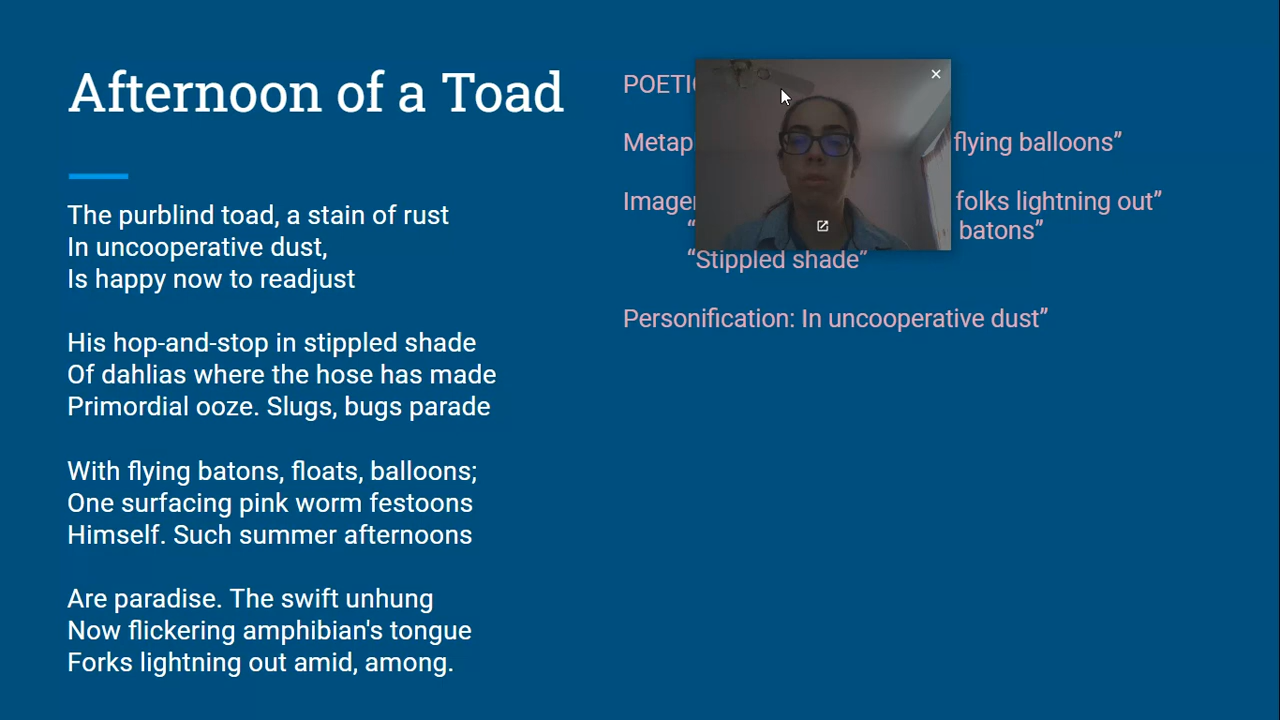 Afternoon of a Toad
The purblind toad, a stain of rust
In uncooperative dust,
Is happy now to readjust
His hop-and-stop in stippled shade
Of dahlias where the hose has made
Primordial ooze. Slugs, bugs parade
With flying batons, floats, balloons;
One surfacing pink worm festoons
Himself. Such summer afternoons
Are paradise. The swift unhung
Now flickering amphibian's tongue
Forks lightning out amid, among.
POETIC
Metap flying balloons”
Imager folks lightning out”
“ batons”
“Stippled shade”
Personification: In uncooperative dust”